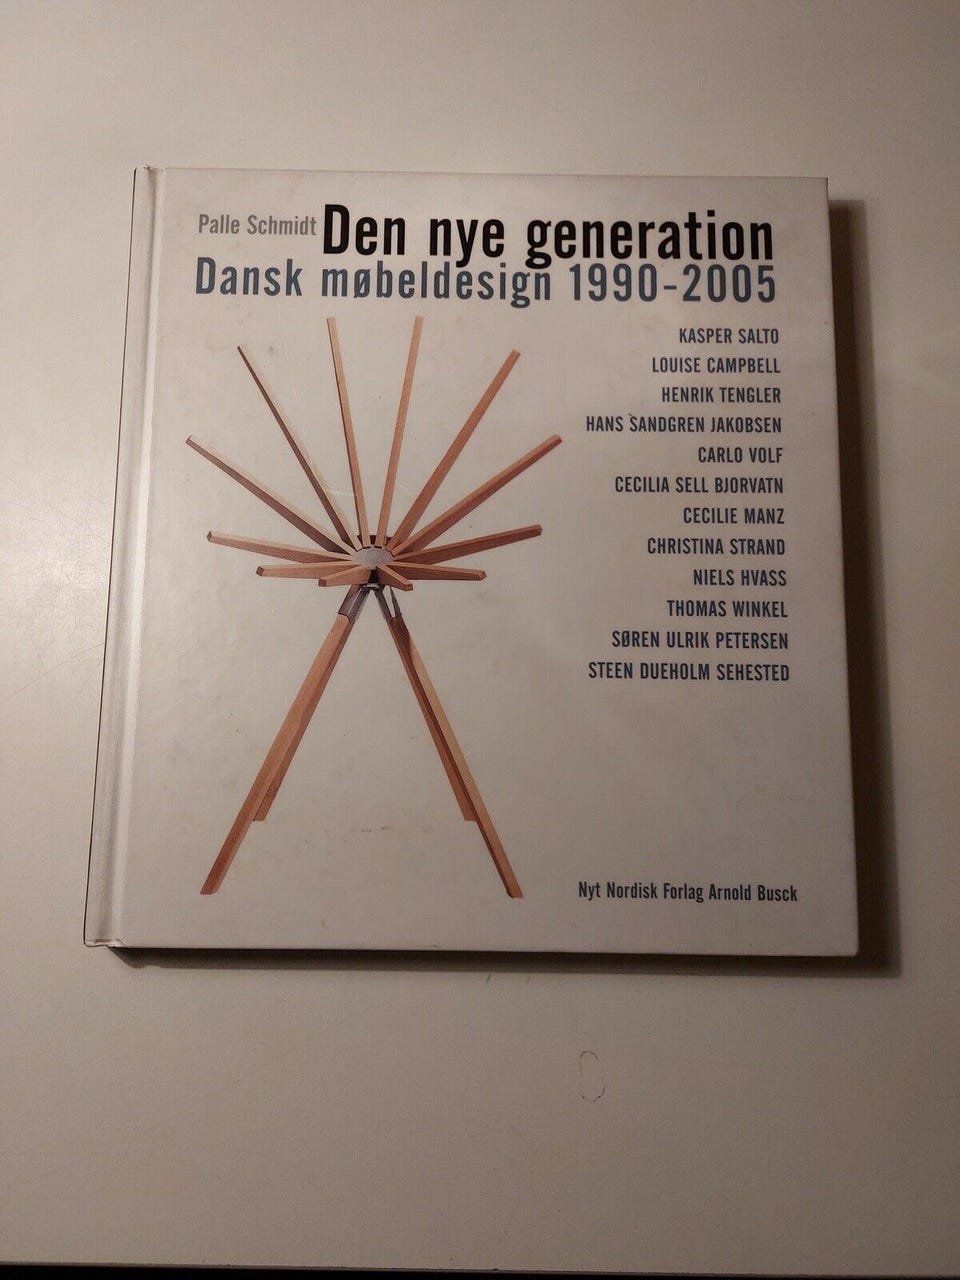 Palle Schmidt Den nye generation
Dansk møbeldesign 1990-2005
KASPER SALTO
LOUISE CAMPBELL
HENRIK TENGLER
HANS SANDGREN JAKOBSEN
CARLO VOLF
CECILIA SELL BJORVATN
CECILIE MANZ
CHRISTINA STRAND
NIELS HVASS
THOMAS WINKEL
SØREN ULRIK PETERSEN
STEEN DUEHOLM SEHESTED
Nyt Nordisk Forlag Arnold Busck